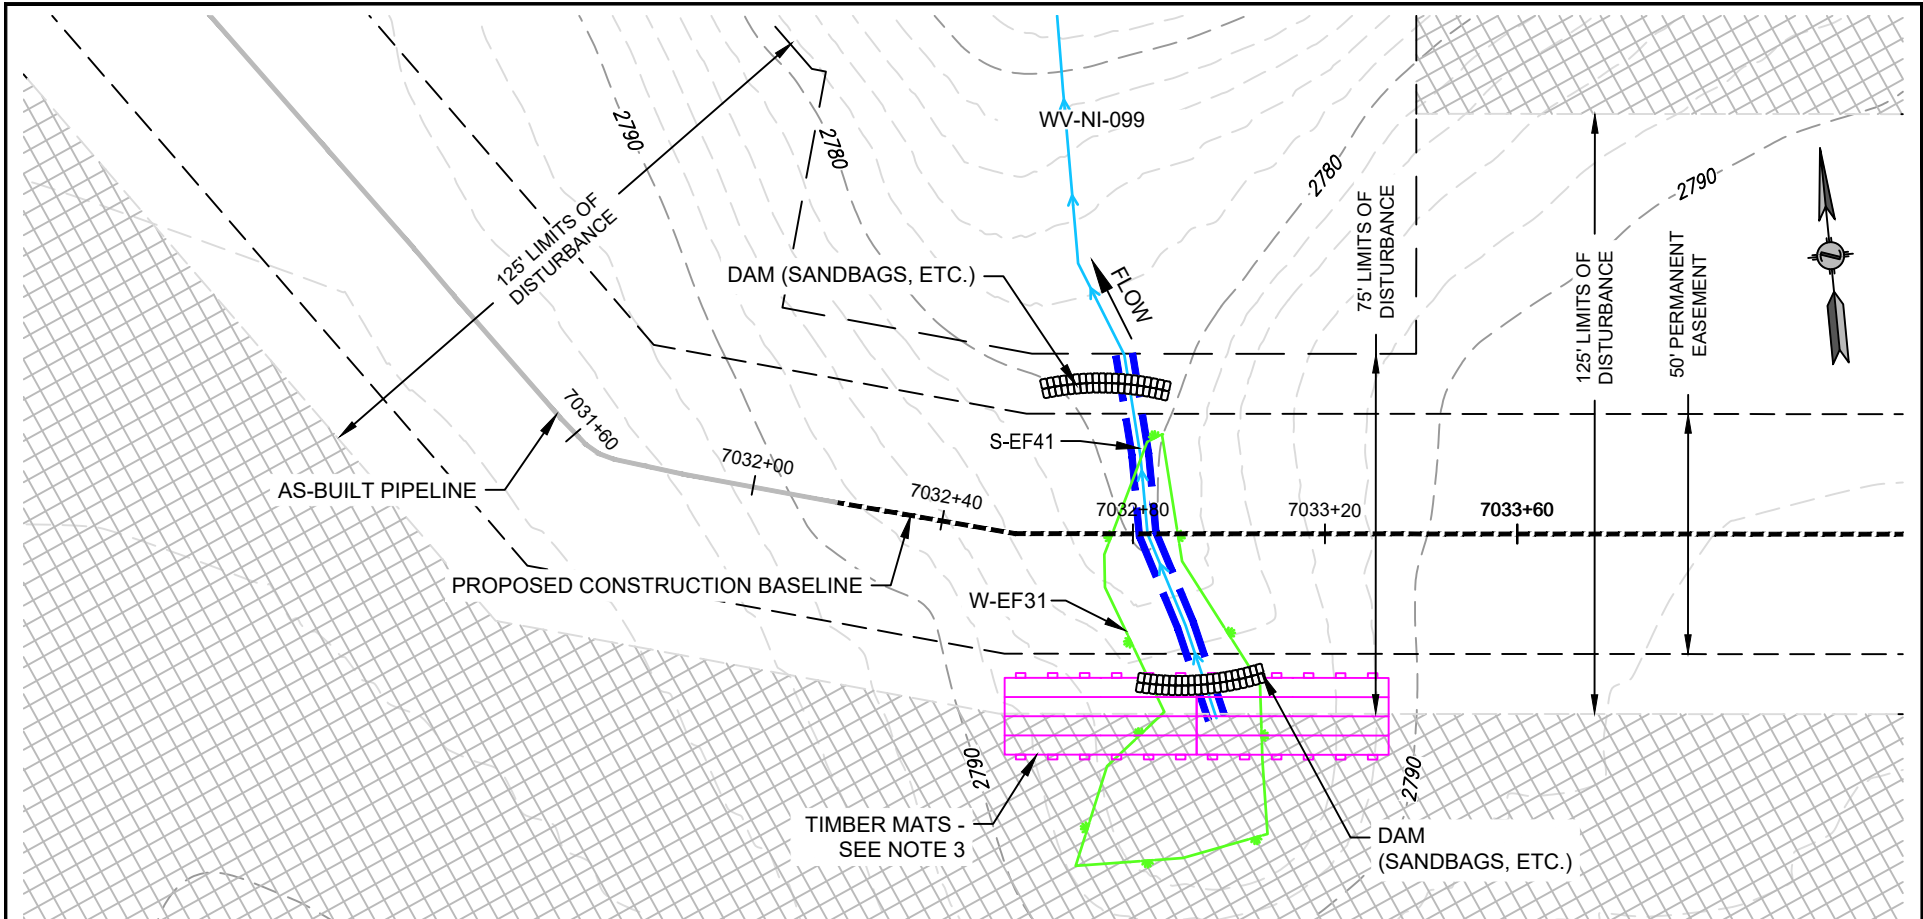 WV-NI-099
2790
2780
2780
2790
125' LIMITS OF
DISTURBANCE
DAM (SANDBAGS, ETC.)
FLOW
75' LIMITS OF
DISTURBANCE
125' LIMITS OF
DISTURBANCE
50' PERMANENT
EASEMENT
7031+60
S-EF41
7032+00
AS-BUILT PIPELINE
7032+40
7032+80
7033+20
7033+60
PROPOSED CONSTRUCTION BASELINE
W-EF31
2790
2790
TIMBER MATS -
SEE NOTE 3
DAM
(SANDBAGS, ETC.)